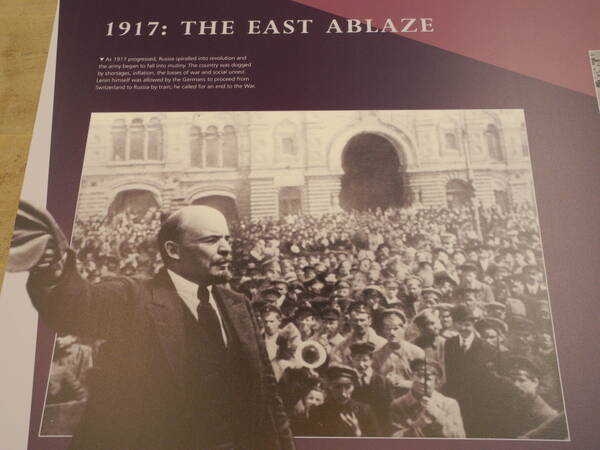 1917: THE EAST ABLAZE
▼ As 1917 progressed, Russia spiralled into revolution and
the army began to fall into mutiny. The country was dogged
by shortages, inflation, the losses of war and social unrest.
Lenin himself was allowed by the Germans to proceed from
Switzerland to Russia by train; he called for an end to the War.